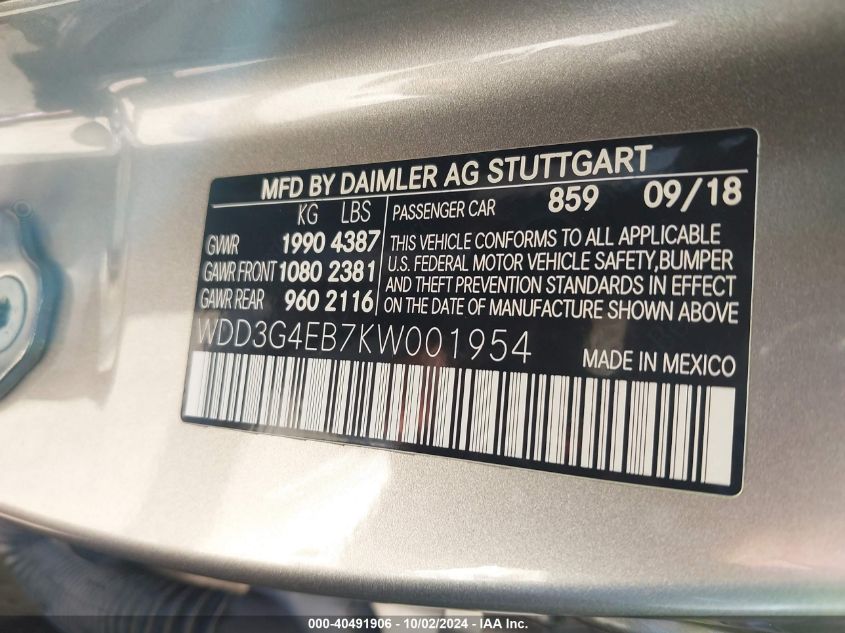 MFD BY DAIMLER AG STUTTGART
KG LBS
GVWR 1990 4387
GAWR FRONT 1080 2381
GAWR REAR 960 2116
PASSENGER CAR 859 09/18
THIS VEHICLE CONFORMS TO ALL APPLICABLE
U.S. FEDERAL MOTOR VEHICLE SAFETY,BUMPER
AND THEFT PREVENTION STANDARDS IN EFFECT
ON THE DATE OF MANUFACTURE SHOWN ABOVE
WDD3G4EB7KW001954
MADE IN MEXICO
000-40491906 - 10/02/2024 - IAA Inc.